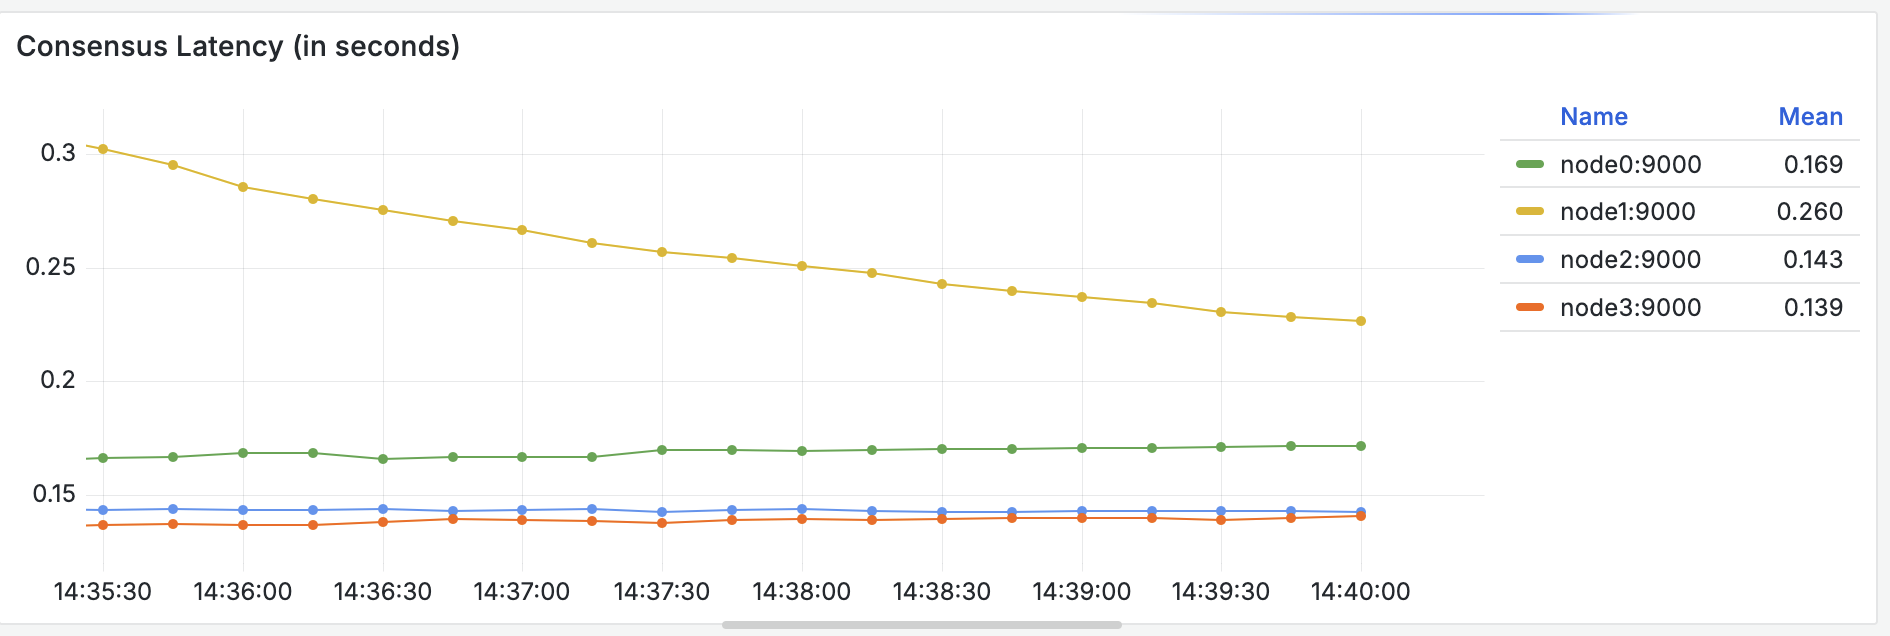 Consensus Latency (in seconds)
Name Mean
node0:9000 0.169
node1:9000 0.260
node2:9000 0.143
node3:9000 0.139
0.3
0.25
0.2
0.15
14:35:30 14:36:00 14:36:30 14:37:00 14:37:30 14:38:00 14:38:30 14:39:00 14:39:30 14:40:00